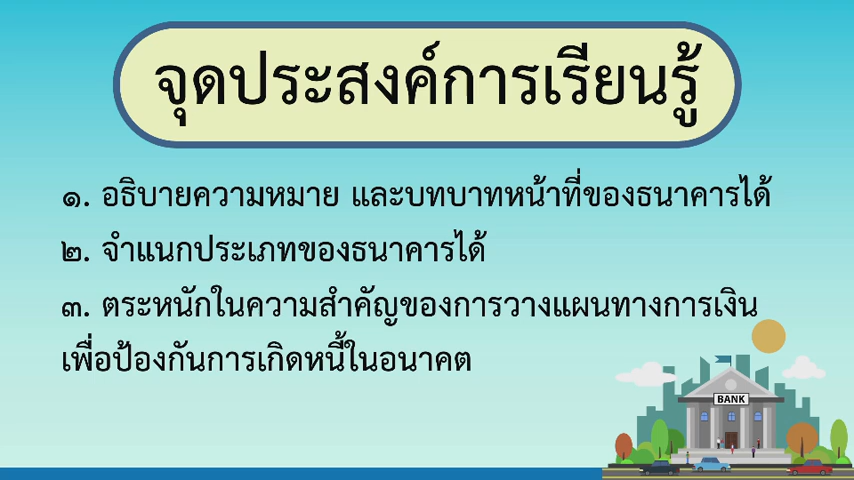 จุดประสงค์การเรียนรู้
๑. อธิบายความหมาย และบทบาทหน้าที่ของธนาคารได้
๒. จำแนกประเภทของธนาคารได้
๓. ตระหนักในความสำคัญของการวางแผนทางการเงิน
เพื่อป้องกันการเกิดหนี้ในอนาคต
BANK